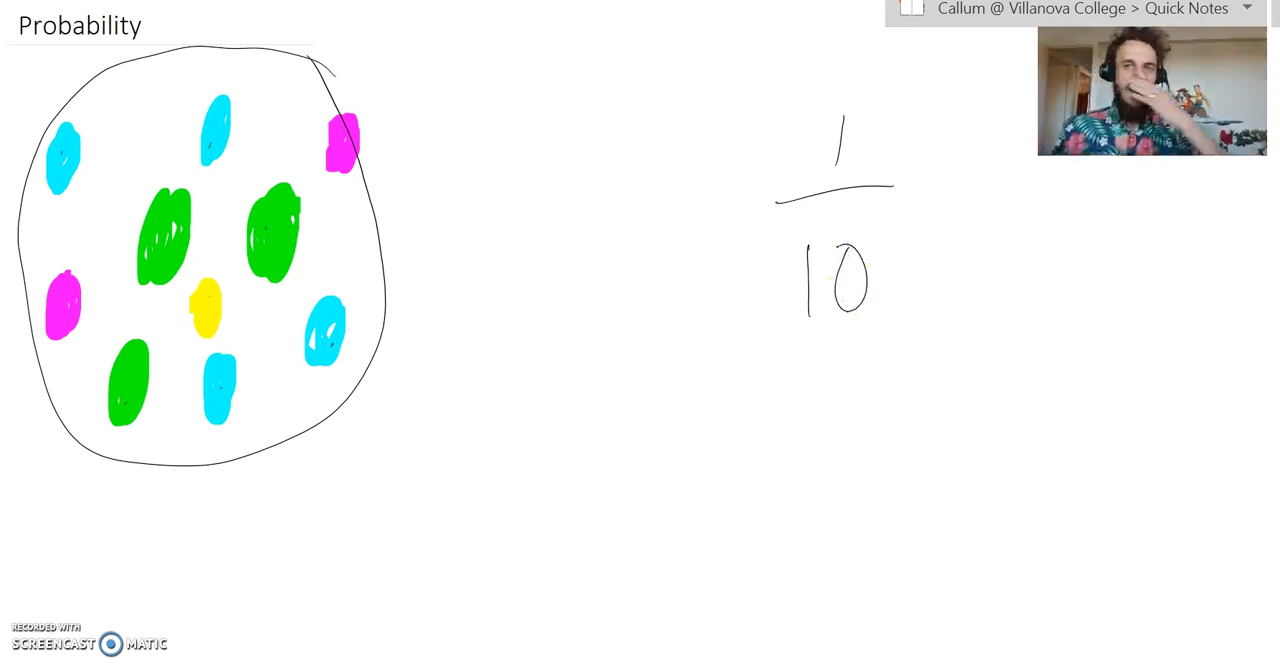 Probability
Callum @ Villanova College > Quick Notes
1
10
RECORDED WITH
SCREENCAST MATIC